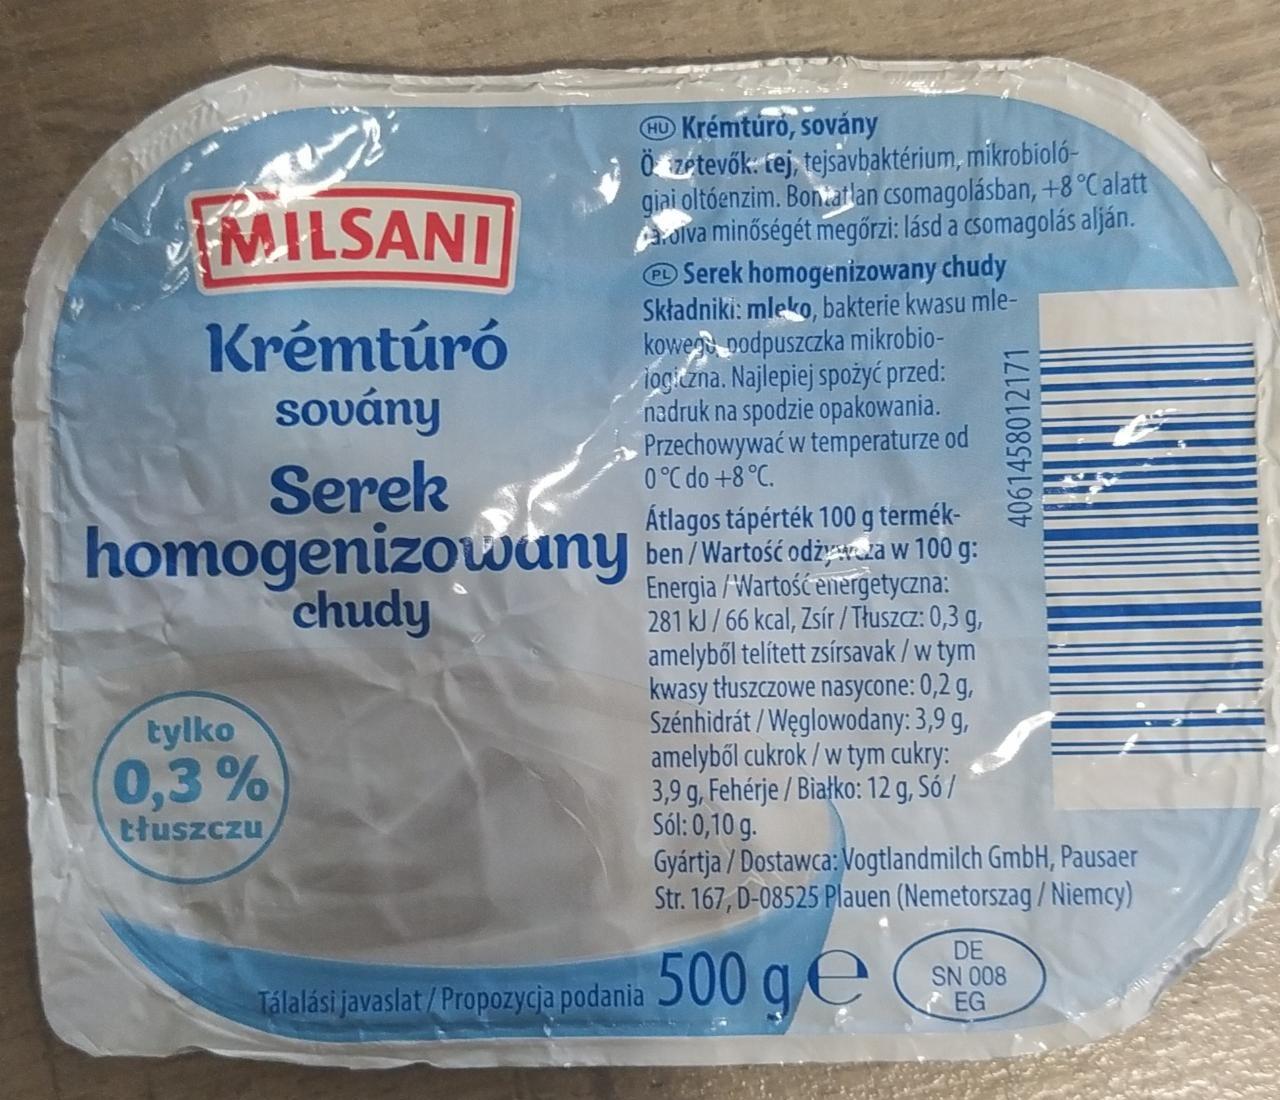 MILSANI
Krémtúró
sovány
Serek
homogenizowany
chudy
tylko
0,3 %
tłuszczu
Tálalási javaslat / Propozycja podania
HU Krémtúró, sovány
tej, tejsavbaktérium, mikrobioló-
giai oltóenzim. Bontatlan csomagolásban, +8 °C alatt
minőségét megőrzi: lásd a csomagolás alján.
PL Serek homogenizowany chudy
Składniki: mleko, bakterie kwasu mle-
kowego, podpuszczka mikrobio-
logiczna. Najlepiej spożyć przed:
nadruk na spodzie opakowania.
Przechowywać w temperaturze od
0 °C do +8 °C.
Átlagos tápérték 100 g termék-
ben / Wartość odżywcza w 100 g:
Energia / Wartość energetyczna:
281 kJ / 66 kcal, Zsír / Tłuszcz: 0,3 g,
amelyből telített zsírsavak / w tym
kwasy tłuszczowe nasycone: 0,2 g,
Szénhidrát / Węglowodany: 3,9 g,
amelyből cukrok / w tym cukry:
3,9 g, Fehérje / Białko: 12 g, Só /
Sól: 0,10 g.
Gyártja / Dostawca: Vogtlandmilch GmbH, Pausaer
Str. 167, D-08525 Plauen (Nemetorszag / Niemcy)
500 g e
DE
SN 008
EG
4061458012171